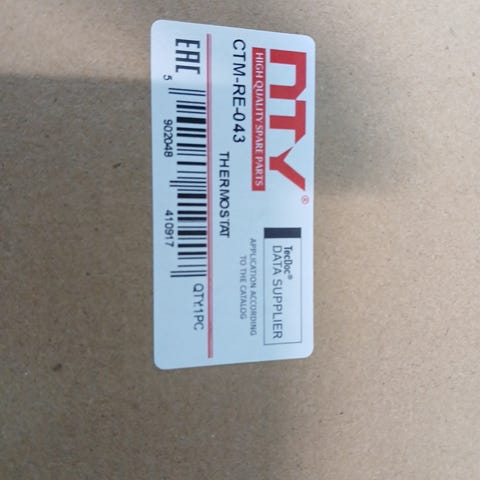 NTY®
HIGH QUALITY SPARE PARTS
TecDoc®
DATA SUPPLIER
CTM-RE-043
THERMOSTAT
APPLICATION ACCORDING
TO THE CATALOG
EAC
5 902048 410917
QTY:1PC